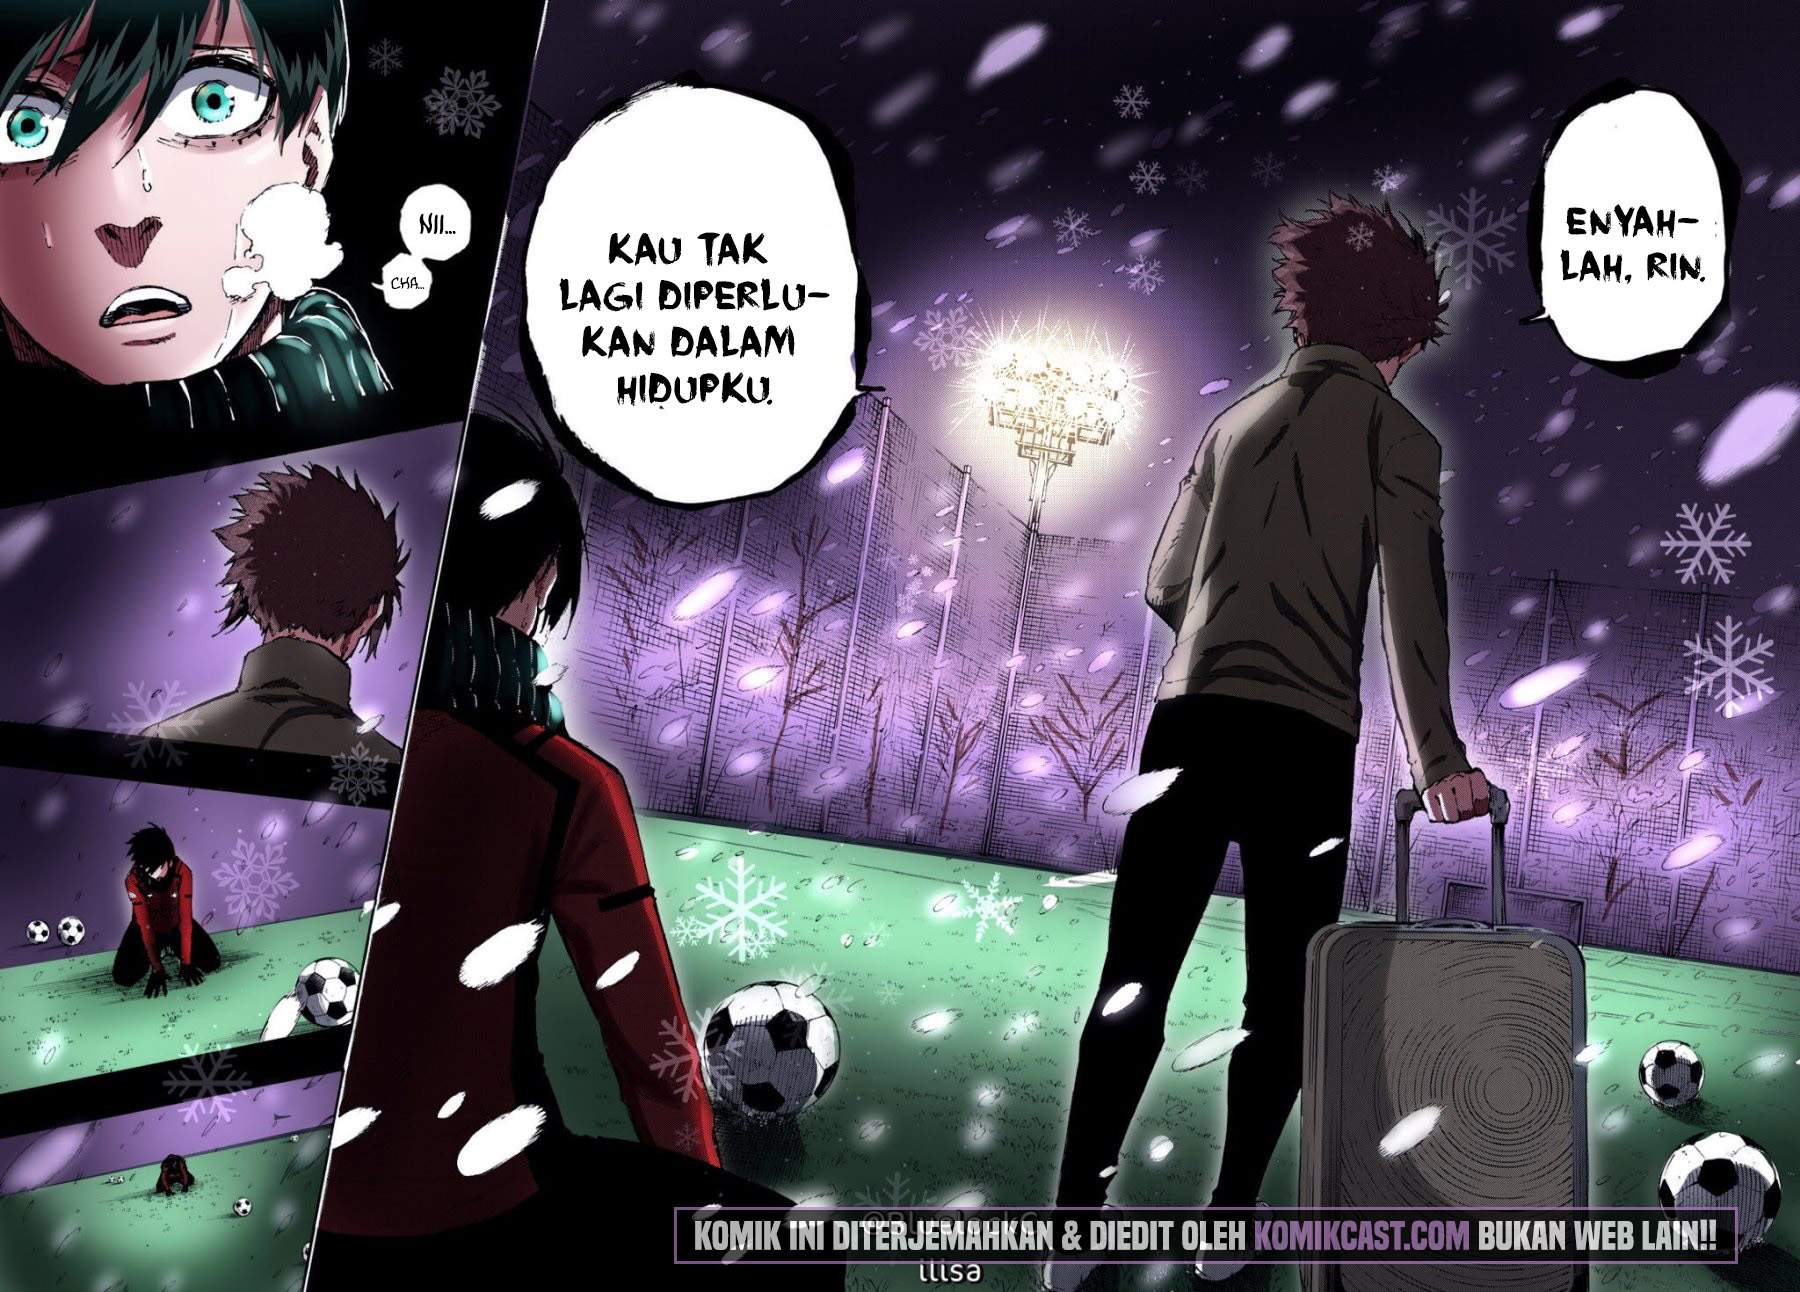 ENYAH-
LAH, RIN.
KAU TAK
LAGI DIPERLU-
KAN DALAM
HIDUPKU.
NII...
CHA...
KOMIK INI DITERJEMAHKAN & DIEDIT OLEH KOMIKCAST.COM BUKAN WEB LAIN!!
ilisa